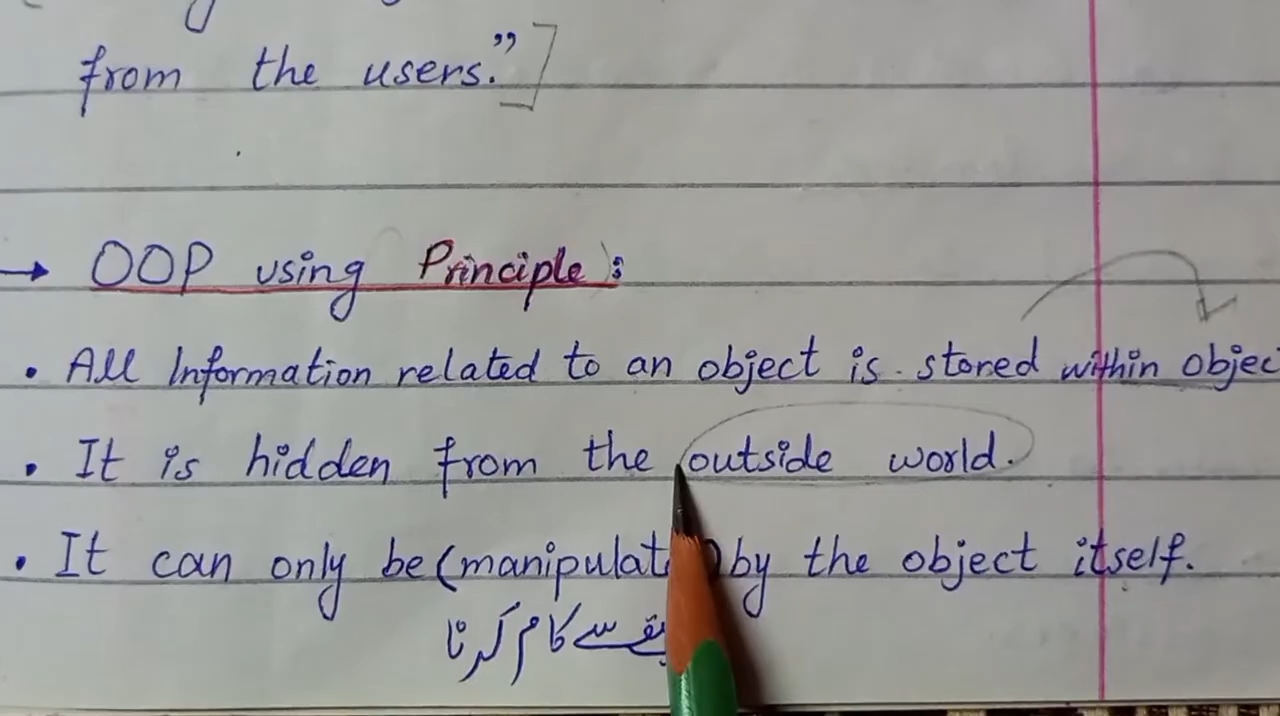 from the users.”]
→ OOP using Principle:
• All Information related to an object is stored within objec
• It is hidden from the outside world.
• It can only be (manipulat ) by the object itself.
سے کام کرنا